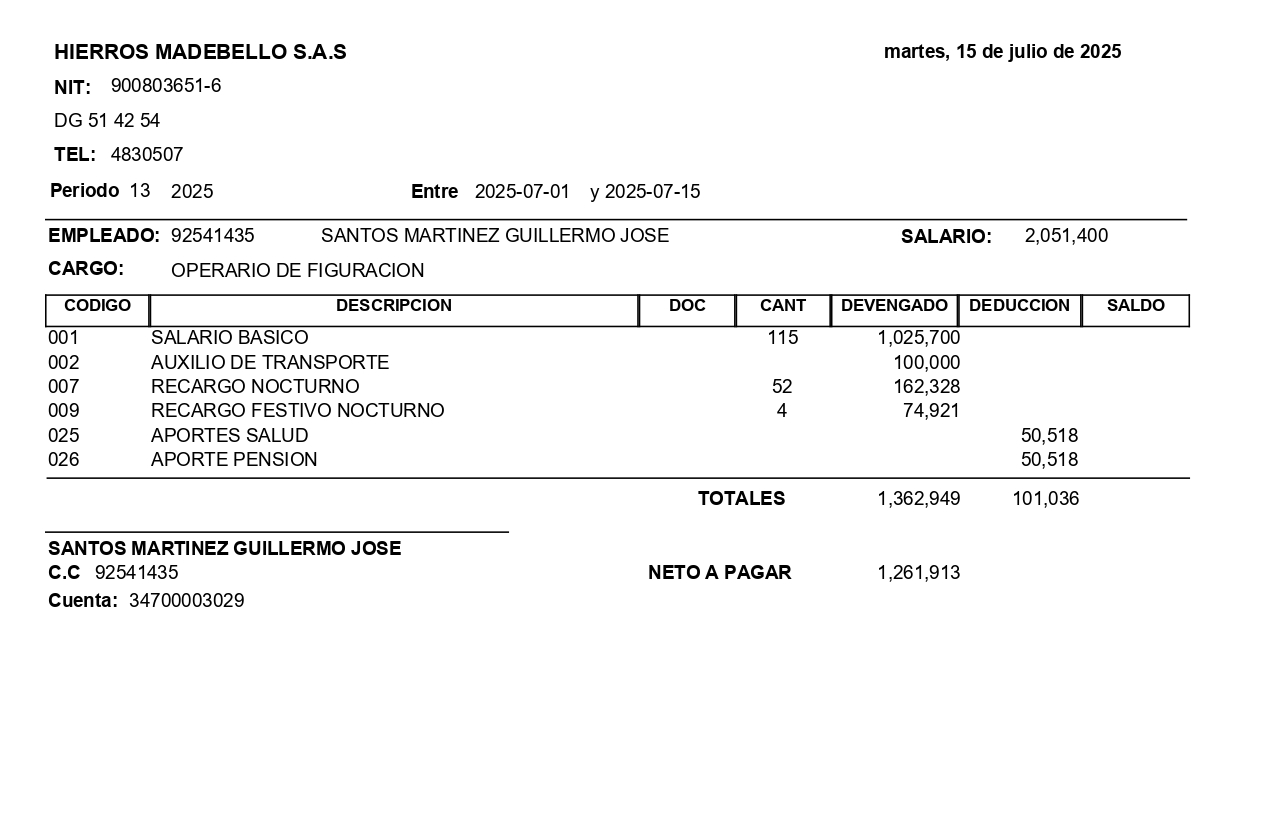 HIERROS MADEBELLO S.A.S martes, 15 de julio de 2025
NIT: 900803651-6
DG 51 42 54
TEL: 4830507
Periodo 13 2025 Entre 2025-07-01 y 2025-07-15
EMPLEADO: 92541435 SANTOS MARTINEZ GUILLERMO JOSE SALARIO: 2,051,400
CARGO: OPERARIO DE FIGURACION
CODIGO DESCRIPCION DOC CANT DEVENGADO DEDUCCION SALDO
001 SALARIO BASICO 115 1,025,700
002 AUXILIO DE TRANSPORTE 100,000
007 RECARGO NOCTURNO 52 162,328
009 RECARGO FESTIVO NOCTURNO 4 74,921
025 APORTES SALUD 50,518
026 APORTE PENSION 50,518
TOTALES 1,362,949 101,036
SANTOS MARTINEZ GUILLERMO JOSE
C.C 92541435 NETO A PAGAR 1,261,913
Cuenta: 34700003029